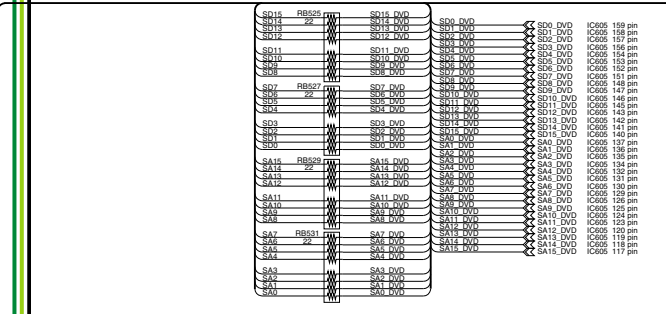 SD15 RB525 SD15_DVD
SD14 22 SD14_DVD
SD13 SD13_DVD
SD12 SD12_DVD
SD11 SD11_DVD
SD10 SD10_DVD
SD9 SD9_DVD
SD8 SD8_DVD
SD7 RB527 SD7_DVD
SD6 22 SD6_DVD
SD5 SD5_DVD
SD4 SD4_DVD
SD3 SD3_DVD
SD2 SD2_DVD
SD1 SD1_DVD
SD0 SD0_DVD
SA15 RB529 SA15_DVD
SA14 22 SA14_DVD
SA13 SA13_DVD
SA12 SA12_DVD
SA11 SA11_DVD
SA10 SA10_DVD
SA9 SA9_DVD
SA8 SA8_DVD
SA7 RB531 SA7_DVD
SA6 22 SA6_DVD
SA5 SA5_DVD
SA4 SA4_DVD
SA3 SA3_DVD
SA2 SA2_DVD
SA1 SA1_DVD
SA0 SA0_DVD
SD0_DVD SD0_DVD IC605 159 pin
SD1_DVD SD1_DVD IC605 158 pin
SD2_DVD SD2_DVD IC605 157 pin
SD3_DVD SD3_DVD IC605 156 pin
SD4_DVD SD4_DVD IC605 154 pin
SD5_DVD SD5_DVD IC605 153 pin
SD6_DVD SD6_DVD IC605 152 pin
SD7_DVD SD7_DVD IC605 151 pin
SD8_DVD SD8_DVD IC605 148 pin
SD9_DVD SD9_DVD IC605 147 pin
SD10_DVD SD10_DVD IC605 146 pin
SD11_DVD SD11_DVD IC605 145 pin
SD12_DVD SD12_DVD IC605 143 pin
SD13_DVD SD13_DVD IC605 142 pin
SD14_DVD SD14_DVD IC605 141 pin
SD15_DVD SD15_DVD IC605 140 pin
SA0_DVD SA0_DVD IC605 137 pin
SA1_DVD SA1_DVD IC605 136 pin
SA2_DVD SA2_DVD IC605 135 pin
SA3_DVD SA3_DVD IC605 134 pin
SA4_DVD SA4_DVD IC605 132 pin
SA5_DVD SA5_DVD IC605 131 pin
SA6_DVD SA6_DVD IC605 130 pin
SA7_DVD SA7_DVD IC605 129 pin
SA8_DVD SA8_DVD IC605 126 pin
SA9_DVD SA9_DVD IC605 125 pin
SA10_DVD SA10_DVD IC605 124 pin
SA11_DVD SA11_DVD IC605 123 pin
SA12_DVD SA12_DVD IC605 120 pin
SA13_DVD SA13_DVD IC605 119 pin
SA14_DVD SA14_DVD IC605 118 pin
SA15_DVD SA15_DVD IC605 117 pin